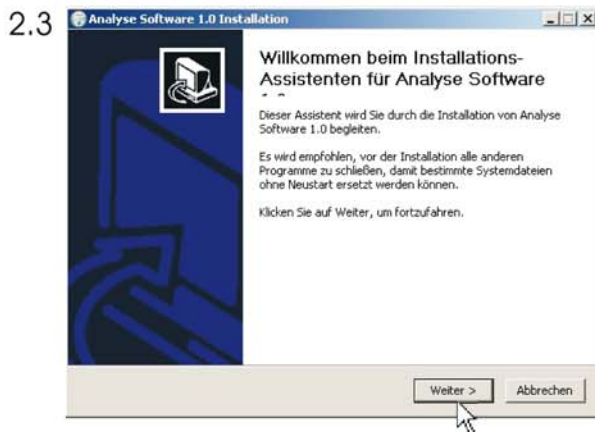 2.3
Analyse Software 1.0 Installation
Willkommen beim Installations-
Assistenten für Analyse Software
Dieser Assistent wird Sie durch die Installation von Analyse
Software 1.0 begleiten.
Es wird empfohlen, vor der Installation alle anderen
Programme zu schließen, damit bestimmte Systemdateien
ohne Neustart ersetzt werden können.
Klicken Sie auf Weiter, um fortzufahren.
Weiter >
Abbrechen